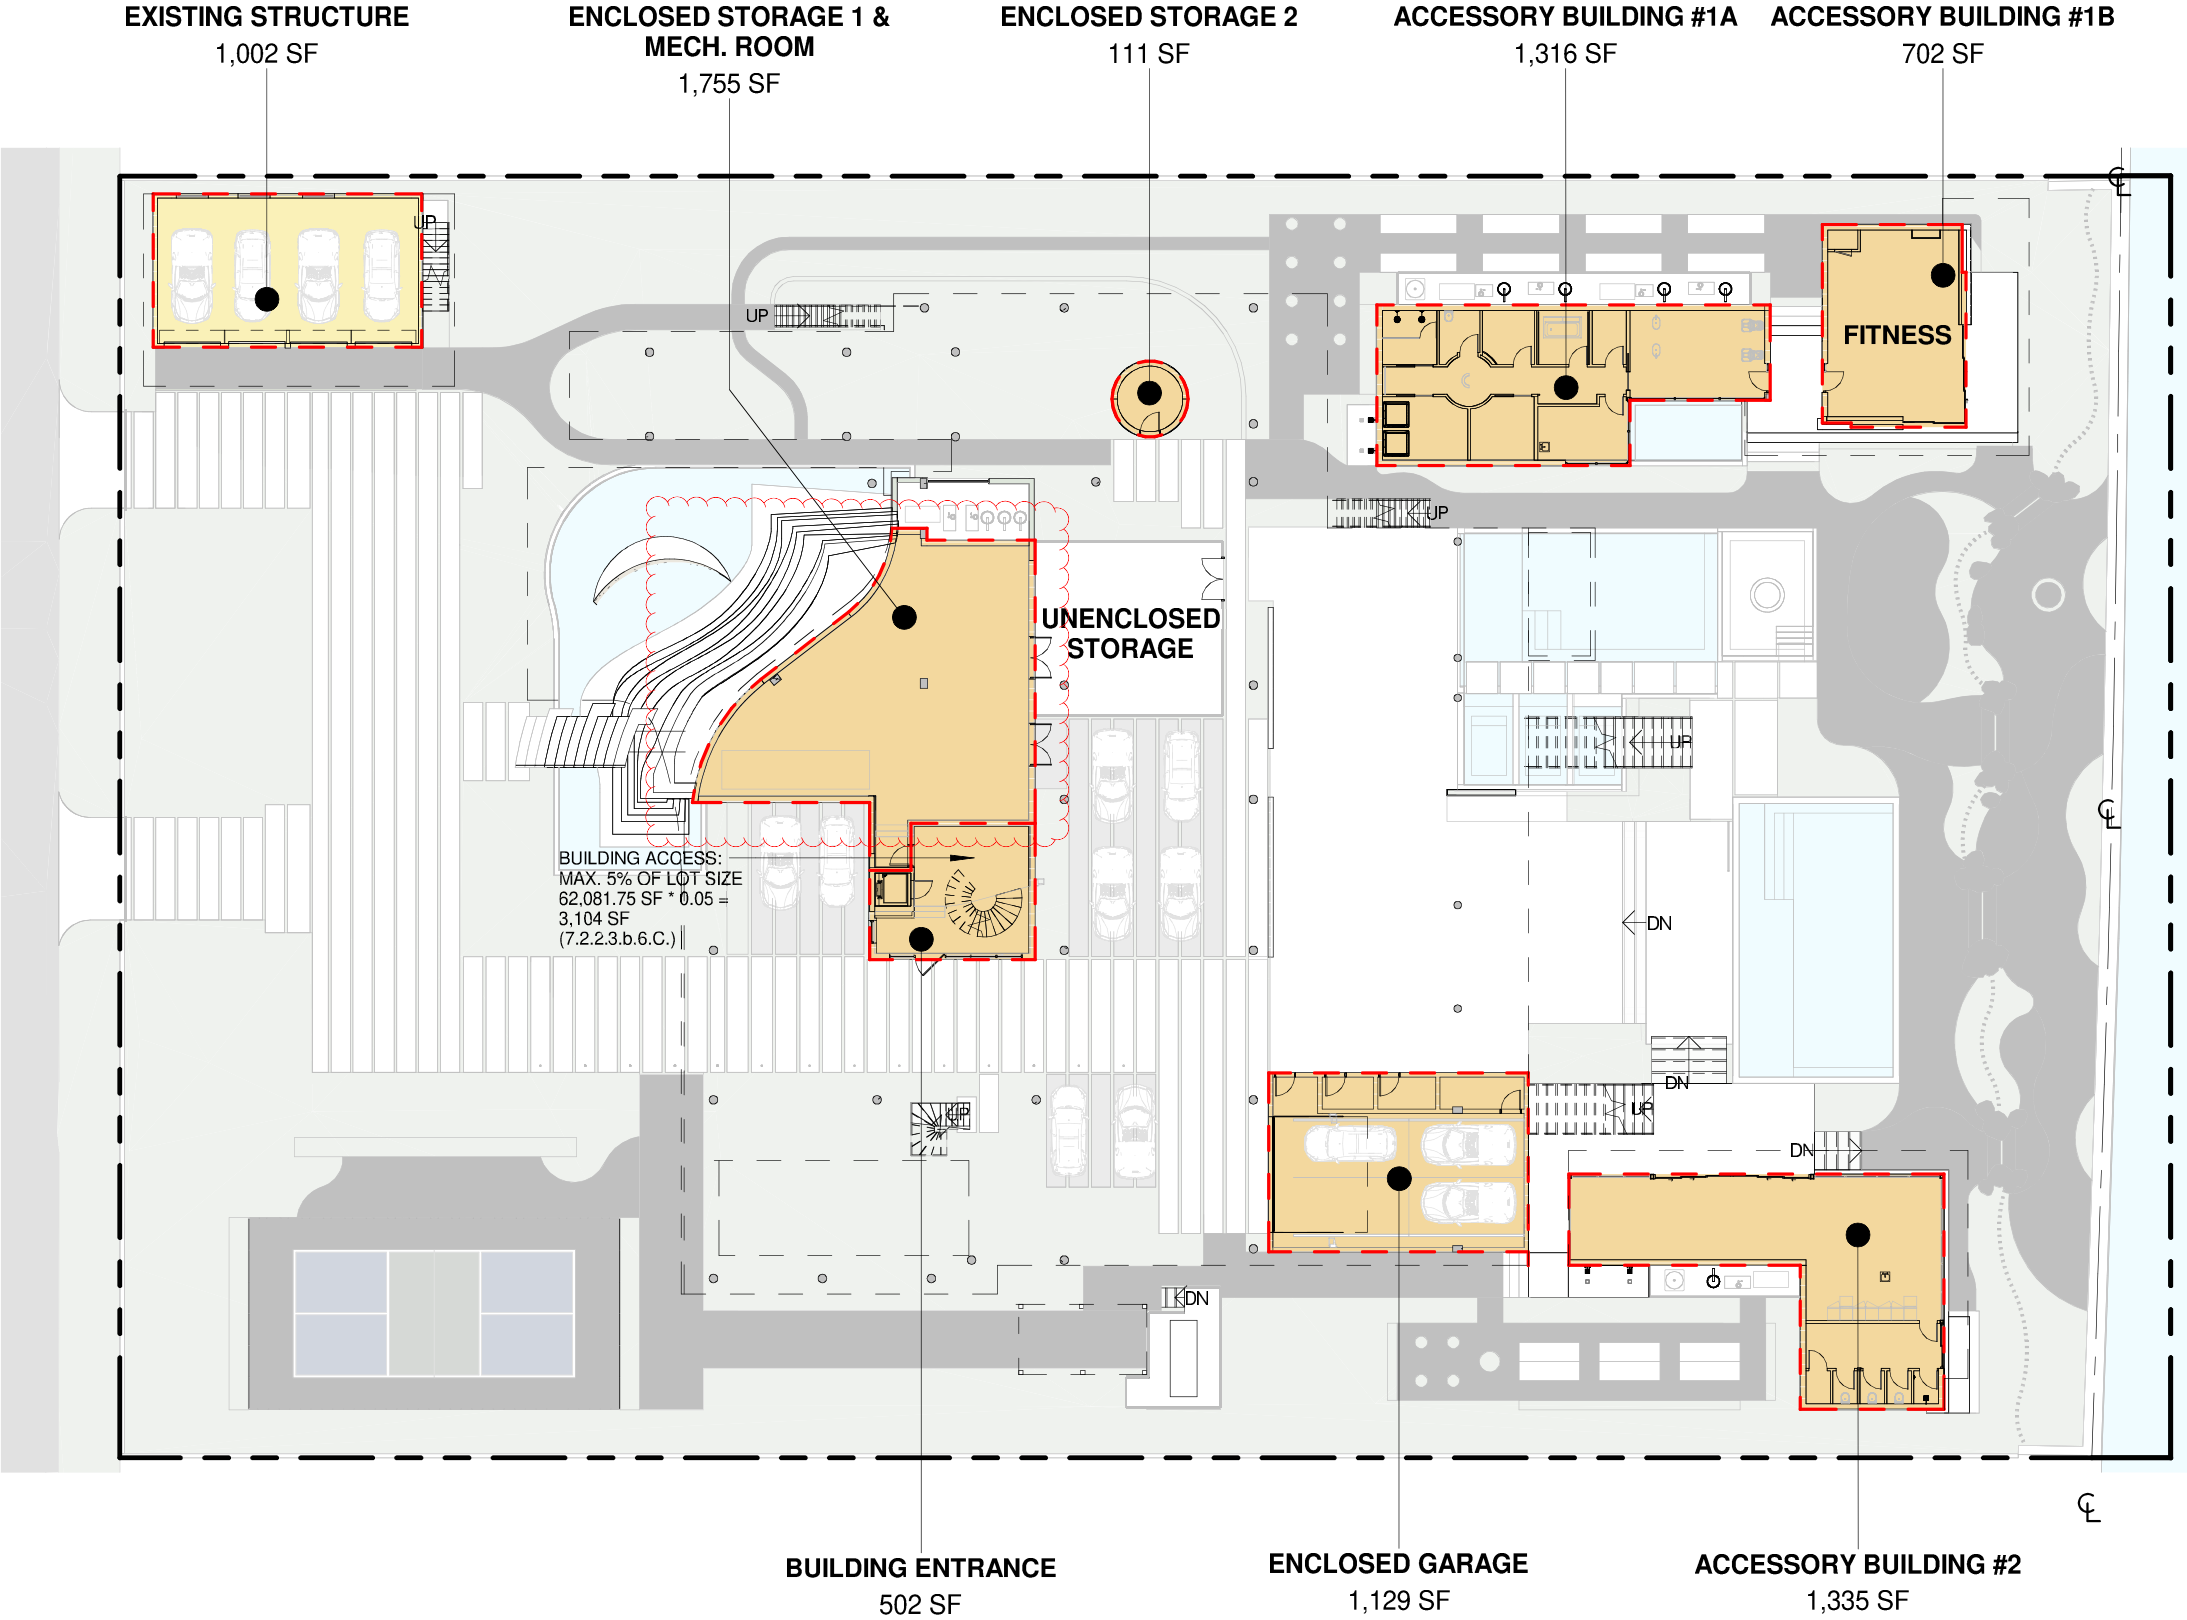 EXISTING STRUCTURE
1,002 SF
ENCLOSED STORAGE 1 &
MECH. ROOM
1,755 SF
ENCLOSED STORAGE 2
111 SF
ACCESSORY BUILDING #1A
1,316 SF
ACCESSORY BUILDING #1B
702 SF
UP
UP
FITNESS
UP
UNENCLOSED
STORAGE
UP
BUILDING ACCESS:
MAX. 5% OF LOT SIZE
62,081.75 SF * 0.05 =
3,104 SF
(7.2.2.3.b.6.C.)
DN
DN
UP
UP
DN
DN
BUILDING ENTRANCE
502 SF
ENCLOSED GARAGE
1,129 SF
ACCESSORY BUILDING #2
1,335 SF